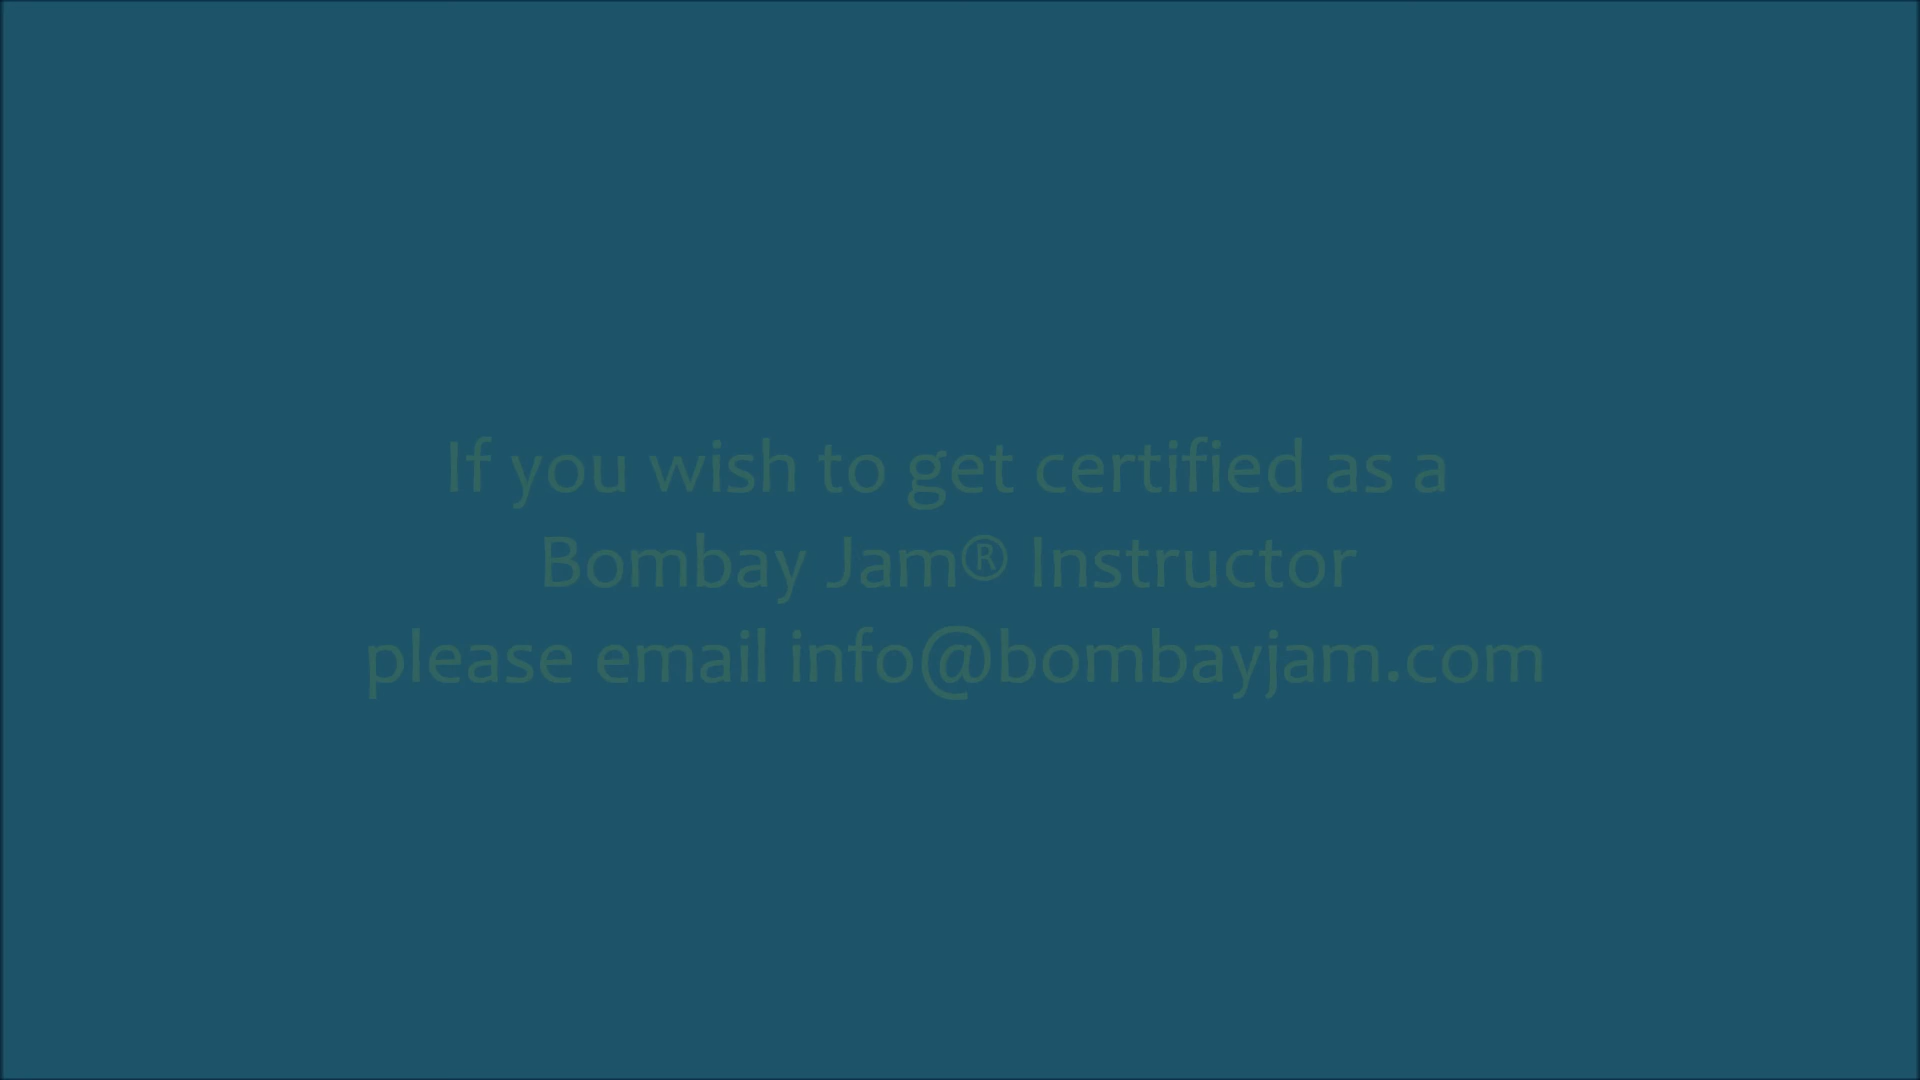 If you wish to get certified as a
Bombay Jam® Instructor
please email info@bombayjam.com